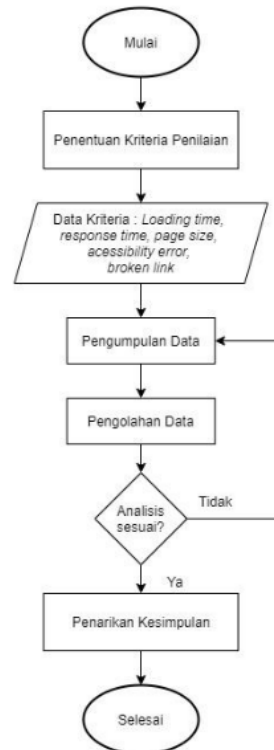 Mulai
Penentuan Kriteria Penilaian
Data Kriteria : Loading time,
response time, page size,
acessibility error,
broken link
Pengumpulan Data
Pengolahan Data
Analisis
sesuai?
Tidak
Ya
Penarikan Kesimpulan
Selesai